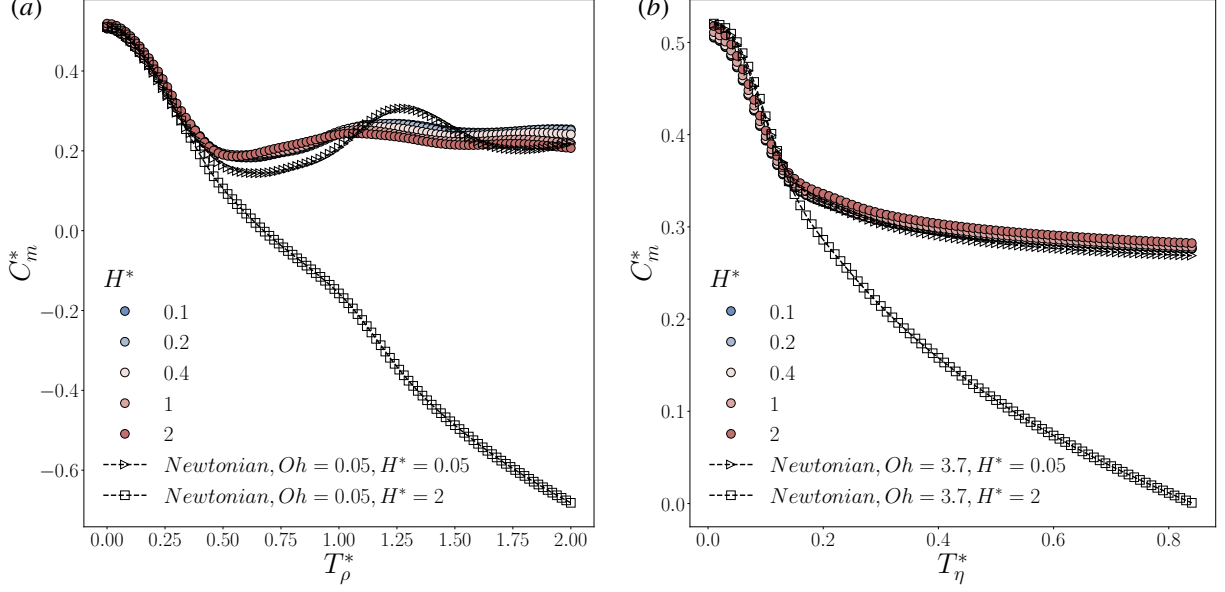 (a)
0.4
0.2
0.0
−0.2
−0.4
−0.6
C*m
H*
0.1
0.2
0.4
1
2
Newtonian, Oh = 0.05, H* = 0.05
Newtonian, Oh = 0.05, H* = 2
0.00 0.25 0.50 0.75 1.00 1.25 1.50 1.75 2.00
T*ρ
(b)
0.5
0.4
0.3
0.2
0.1
0.0
C*m
H*
0.1
0.2
0.4
1
2
Newtonian, Oh = 3.7, H* = 0.05
Newtonian, Oh = 3.7, H* = 2
0.0 0.2 0.4 0.6 0.8
T*η